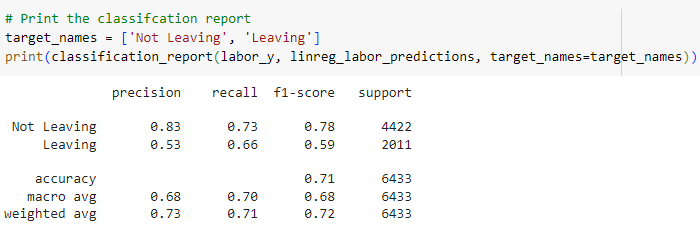 # Print the classifcation report
target_names = ['Not Leaving', 'Leaving']
print(classification_report(labor_y, linreg_labor_predictions, target_names=target_names))
precision recall f1-score support
Not Leaving 0.83 0.73 0.78 4422
Leaving 0.53 0.66 0.59 2011
accuracy 0.71 6433
macro avg 0.68 0.70 0.68 6433
weighted avg 0.73 0.71 0.72 6433